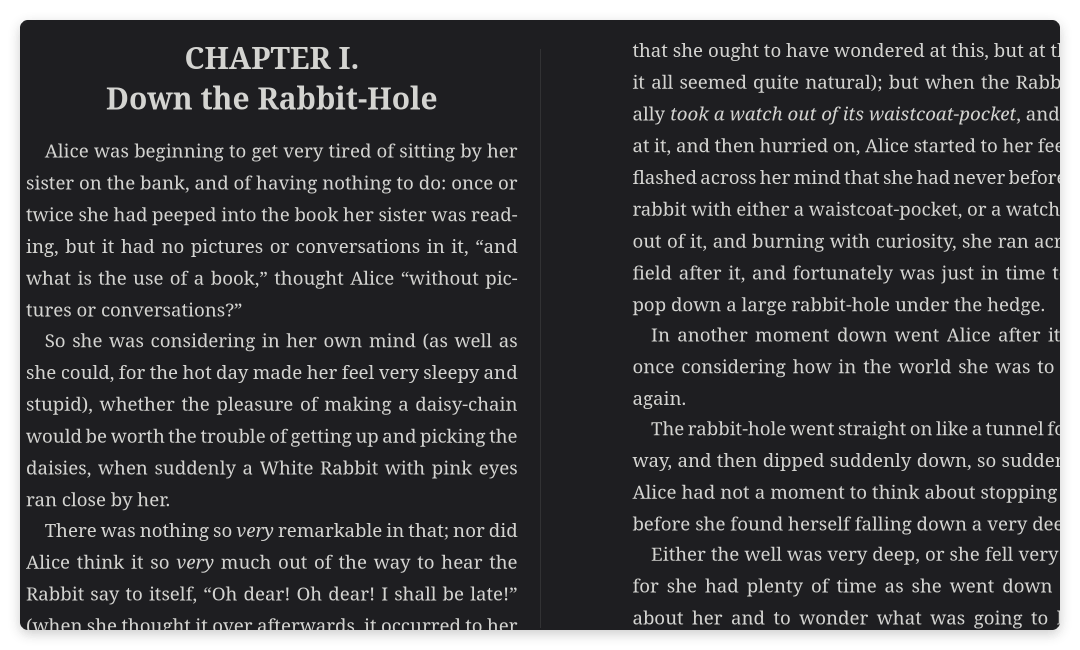 CHAPTER I.
Down the Rabbit-Hole
Alice was beginning to get very tired of sitting by her
sister on the bank, and of having nothing to do: once or
twice she had peeped into the book her sister was read-
ing, but it had no pictures or conversations in it, “and
what is the use of a book,” thought Alice “without pic-
tures or conversations?”
So she was considering in her own mind (as well as
she could, for the hot day made her feel very sleepy and
stupid), whether the pleasure of making a daisy-chain
would be worth the trouble of getting up and picking the
daisies, when suddenly a White Rabbit with pink eyes
ran close by her.
There was nothing so very remarkable in that; nor did
Alice think it so very much out of the way to hear the
Rabbit say to itself, “Oh dear! Oh dear! I shall be late!”
(when she thought it over afterwards, it occurred to her
that she ought to have wondered at this, but at
it all seemed quite natural); but when the
ally took a watch out of its waistcoat-pocket, and
at it, and then hurried on, Alice started to her
flashed across her mind that she had never before
rabbit with either a waistcoat-pocket, or a watch
out of it, and burning with curiosity, she ran
field after it, and fortunately was just in time
pop down a large rabbit-hole under the hedge.
In another moment down went Alice after it
once considering how in the world she was to
again.
The rabbit-hole went straight on like a tunnel
way, and then dipped suddenly down, so
Alice had not a moment to think about stopping
before she found herself falling down a very
Either the well was very deep, or she fell very
for she had plenty of time as she went down
about her and to wonder what was going to